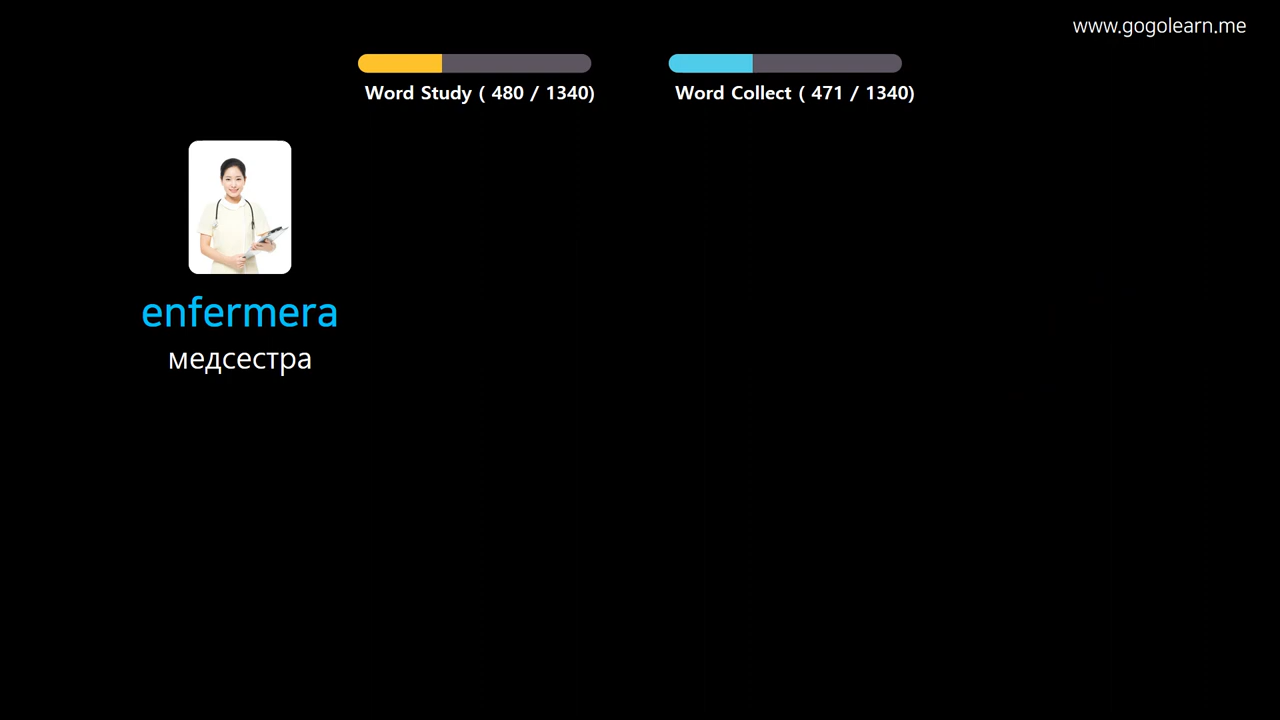 www.gogolearn.me
Word Study ( 480 / 1340)
Word Collect ( 471 / 1340)
enfermera
медсестра